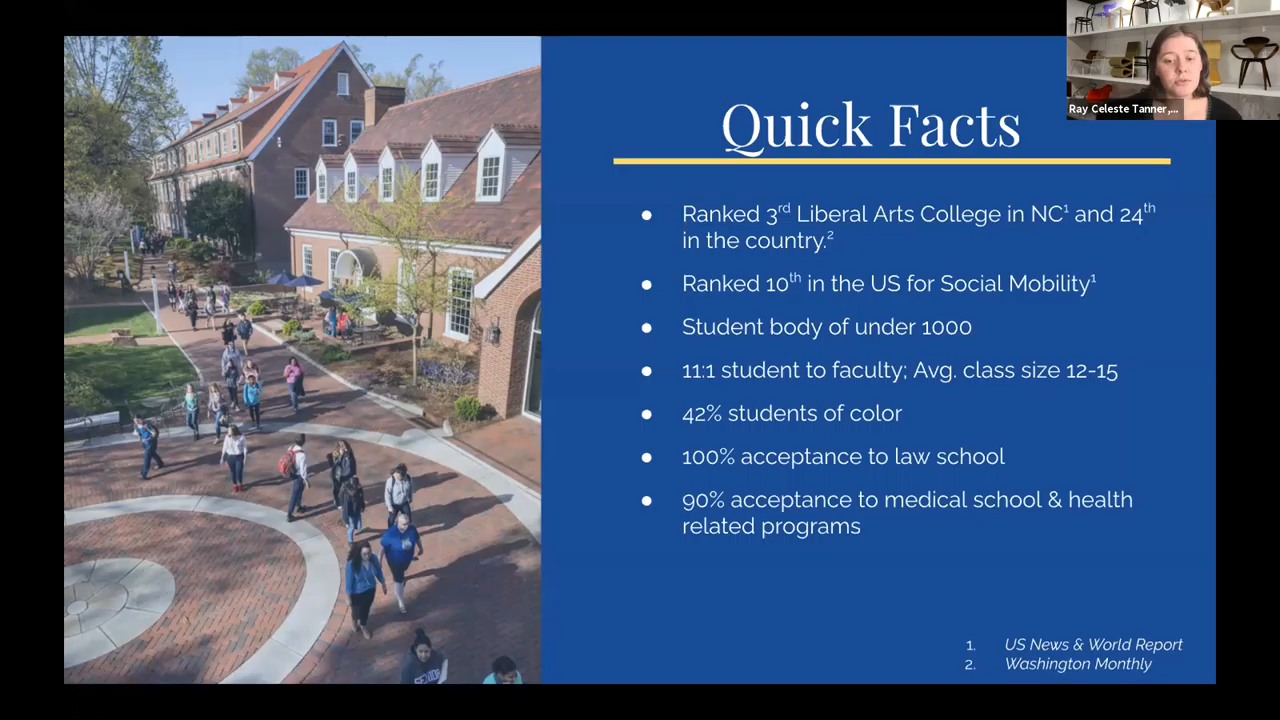 Ray Celeste Tanner,...
Quick Facts
● Ranked 3rd Liberal Arts College in NC1 and 24th
in the country.2
● Ranked 10th in the US for Social Mobility1
● Student body of under 1000
● 11:1 student to faculty; Avg. class size 12-15
● 42% students of color
● 100% acceptance to law school
● 90% acceptance to medical school & health
related programs
1. US News & World Report
2. Washington Monthly